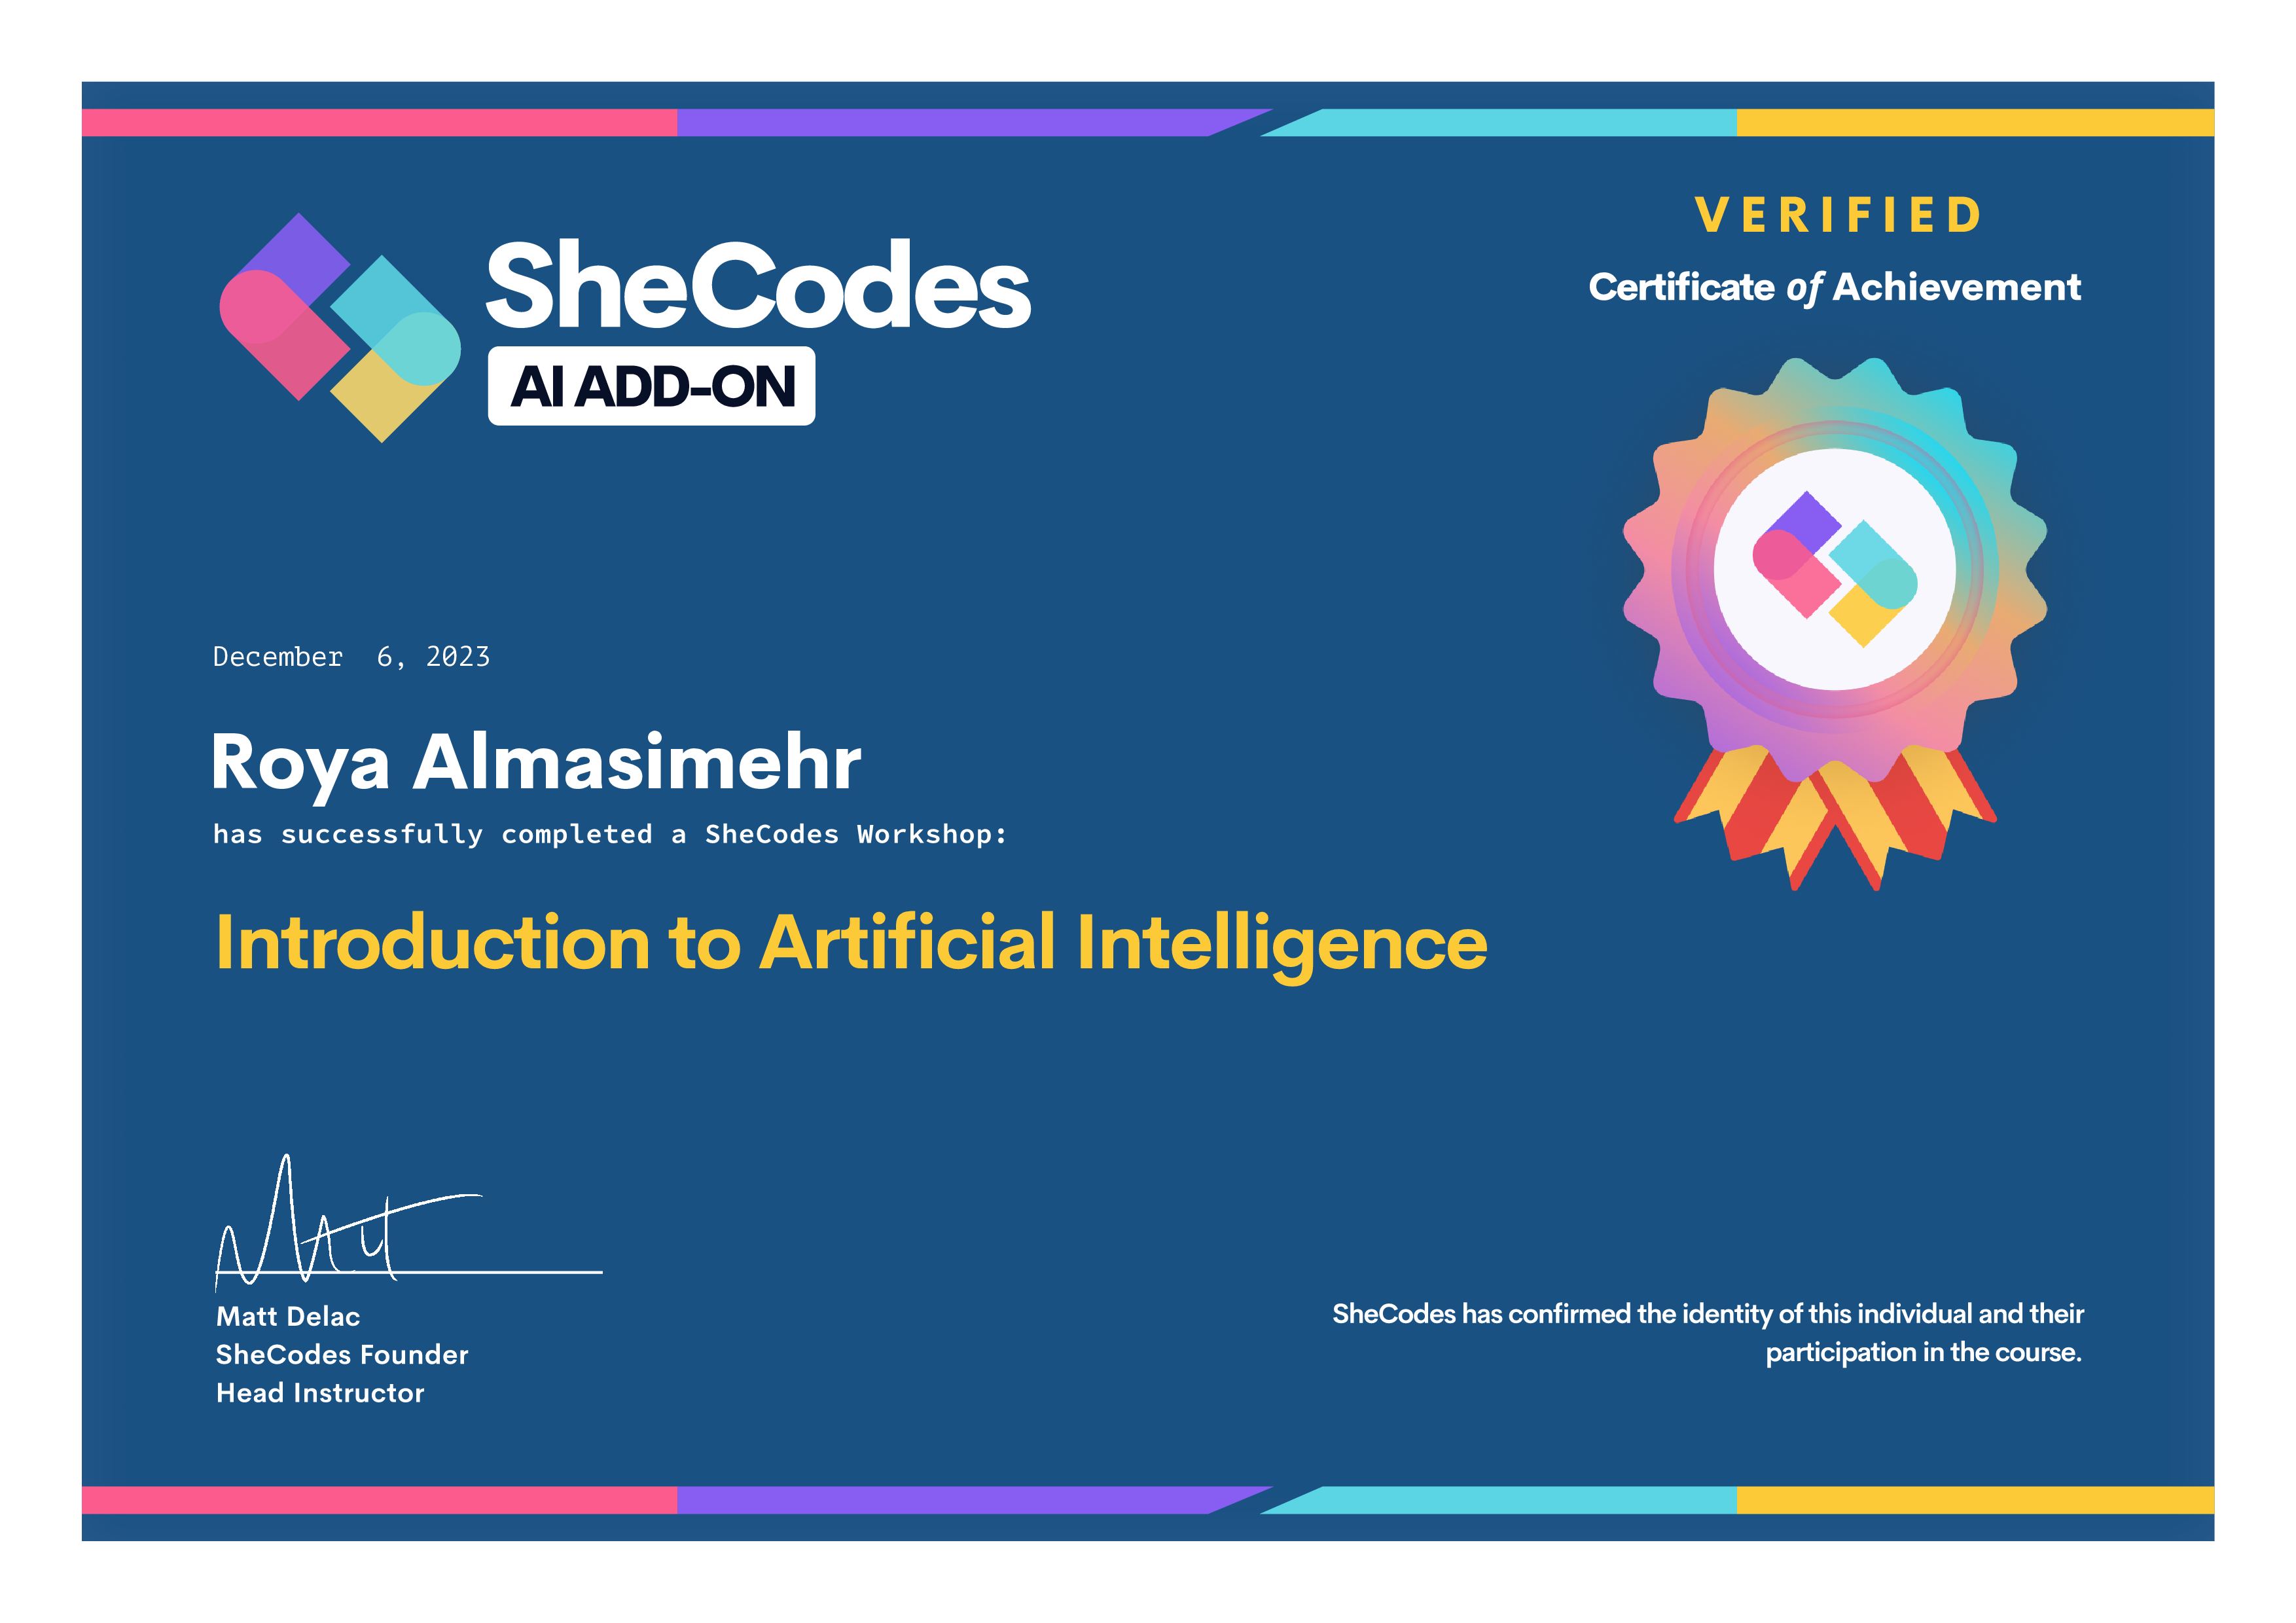 SheCodes
AI ADD-ON
VERIFIED
Certificate of Achievement
December  6, 2023
Roya Almasimehr
has successfully completed a SheCodes Workshop:
Introduction to Artificial Intelligence
Matt
Matt Delac
SheCodes Founder
Head Instructor
SheCodes has confirmed the identity of this individual and their
participation in the course.